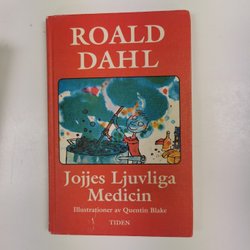 ROALD
DAHL
Jojjes Ljuvliga
Medicin
Illustrationer av Quentin Blake
TIDEN